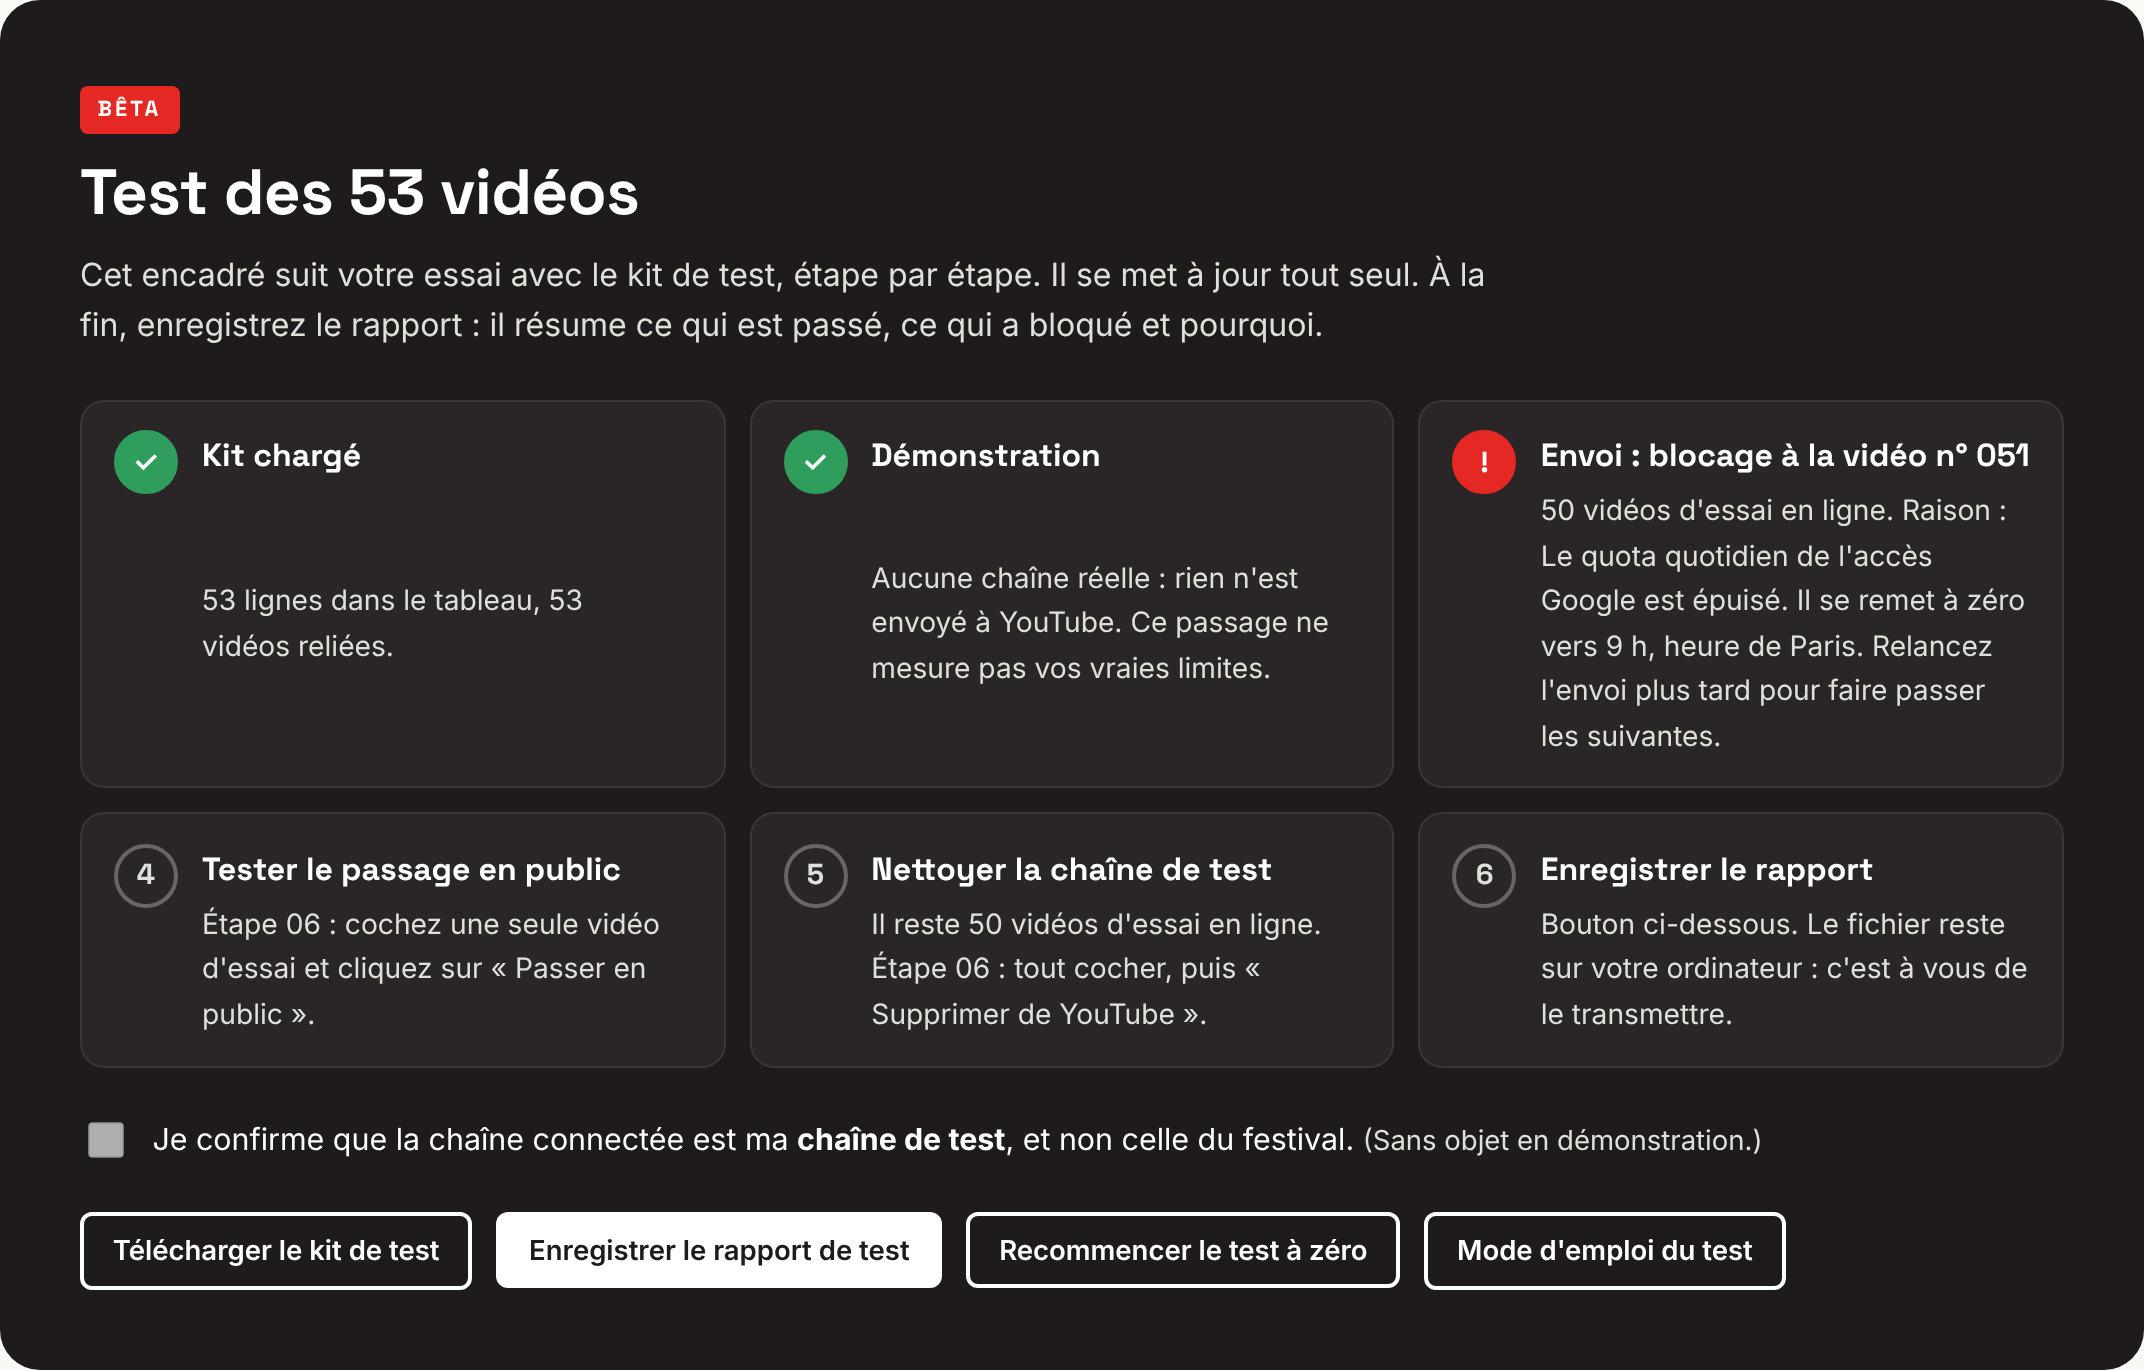 BÊTA
Test des 53 vidéos
Cet encadré suit votre essai avec le kit de test, étape par étape. Il se met à jour tout seul. À la
fin, enregistrez le rapport : il résume ce qui est passé, ce qui a bloqué et pourquoi.
Kit chargé
53 lignes dans le tableau, 53
vidéos reliées.
Démonstration
Aucune chaîne réelle : rien n'est
envoyé à YouTube. Ce passage ne
mesure pas vos vraies limites.
!
Envoi : blocage à la vidéo n° 051
50 vidéos d'essai en ligne. Raison :
Le quota quotidien de l'accès
Google est épuisé. Il se remet à zéro
vers 9 h, heure de Paris. Relancez
l'envoi plus tard pour faire passer
les suivantes.
4
Tester le passage en public
Étape 06 : cochez une seule vidéo
d'essai et cliquez sur « Passer en
public ».
5
Nettoyer la chaîne de test
Il reste 50 vidéos d'essai en ligne.
Étape 06 : tout cocher, puis «
Supprimer de YouTube ».
6
Enregistrer le rapport
Bouton ci-dessous. Le fichier reste
sur votre ordinateur : c'est à vous de
le transmettre.
Je confirme que la chaîne connectée est ma chaîne de test, et non celle du festival. (Sans objet en démonstration.)
Télécharger le kit de test
Enregistrer le rapport de test
Recommencer le test à zéro
Mode d'emploi du test